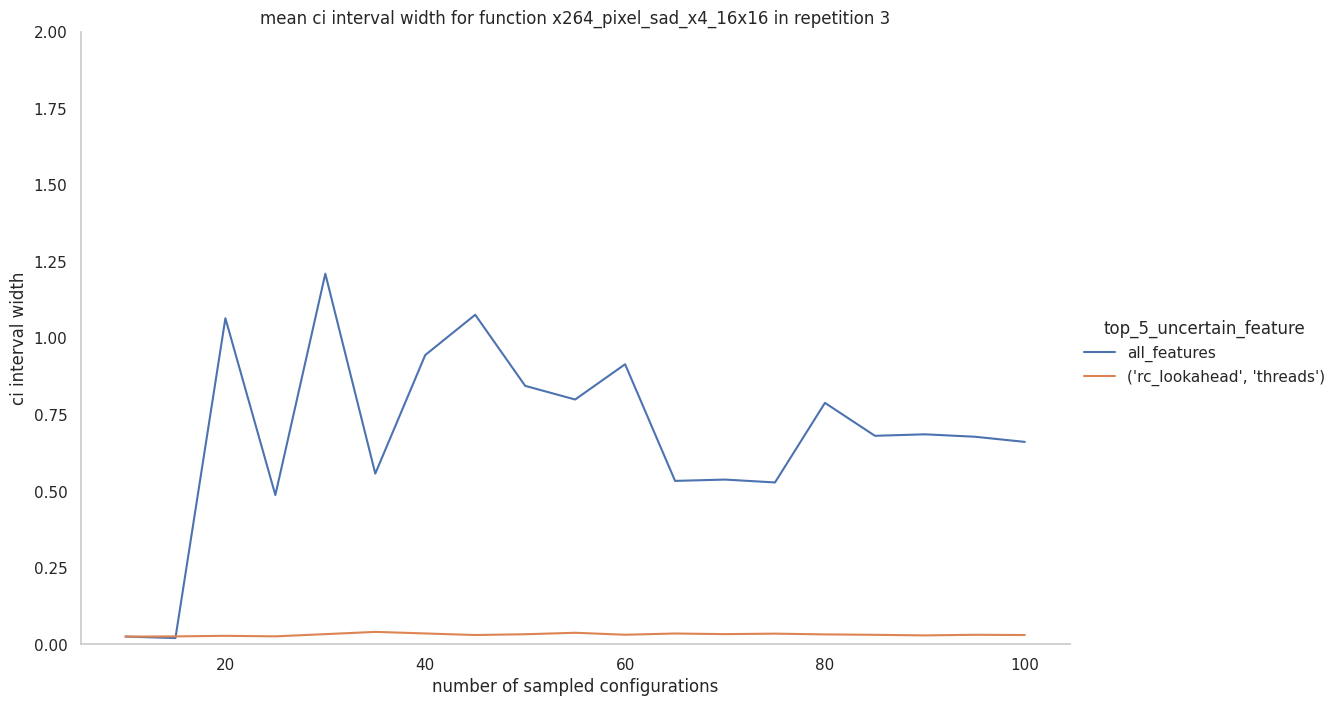 mean ci interval width for function x264_pixel_sad_x4_16x16 in repetition 3
2.00
1.75
1.50
1.25
1.00
0.75
0.50
0.25
0.00
ci interval width
20
40
60
80
100
number of sampled configurations
top_5_uncertain_feature
all_features
('rc_lookahead', 'threads')